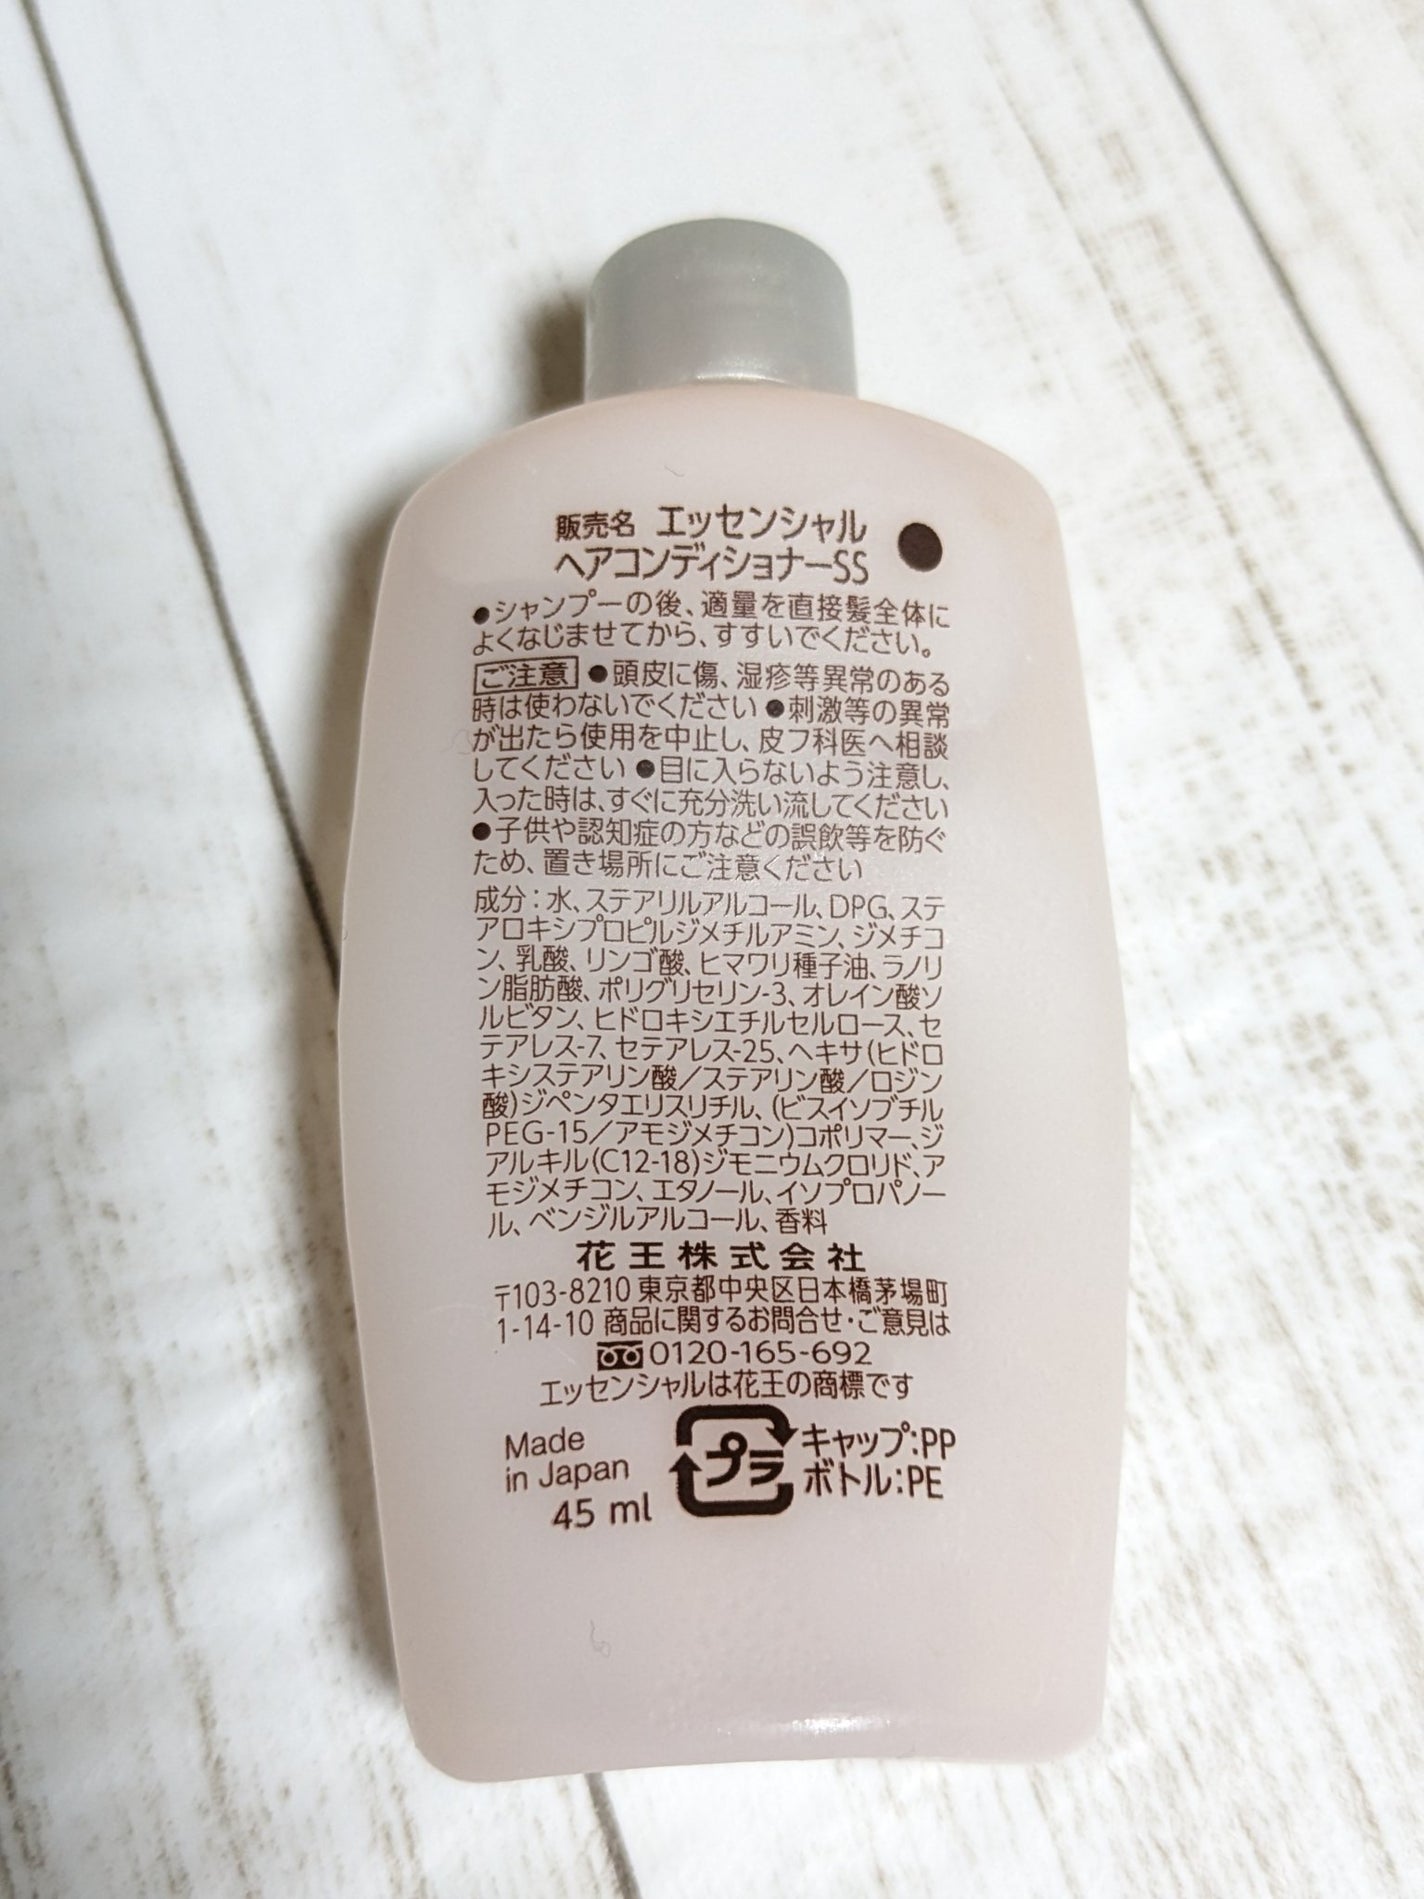 販売名 エッセンシャル
ヘアコンディショナーSS
●シャンプーの後、適量を直接髪全体に
よくなじませてから、すすいでください。
ご注意 ●頭皮に傷、湿疹等異常のある
時は使わないでください ●刺激等の異常
が出たら使用を中止し、皮フ科医へ相談
してください ●目に入らないよう注意し、
入った時は、すぐに充分洗い流してください
●子供や認知症の方などの誤飲等を防ぐ
ため、置き場所にご注意ください
成分：水、ステアリルアルコール、DPG、ステ
アロキシプロピルジメチルアミン、ジメチコ
ン、乳酸、リンゴ酸、ヒマワリ種子油、ラノリ
ン脂肪酸、ポリグリセリン-3、オレイン酸ソ
ルビタン、ヒドロキシエチルセルロース、セ
テアレス-7、セテアレス-25、ヘキサ(ヒドロ
キシステアリン酸／ステアリン酸／ロジン
酸)ジペンタエリスリチル、(ビスイソブチル
PEG-15／アモジメチコン)コポリマー、ジ
アルキル(C12-18)ジモニウムクロリド、ア
モジメチコン、エタノール、イソプロパノー
ル、ベンジルアルコール、香料
花王株式会社
〒103-8210 東京都中央区日本橋茅場町
1-14-10 商品に関するお問合せ・ご意見は
0120-165-692
エッセンシャルは花王の商標です
Made
in Japan
45 ml
プラ
キャップ:PP
ボトル:PE